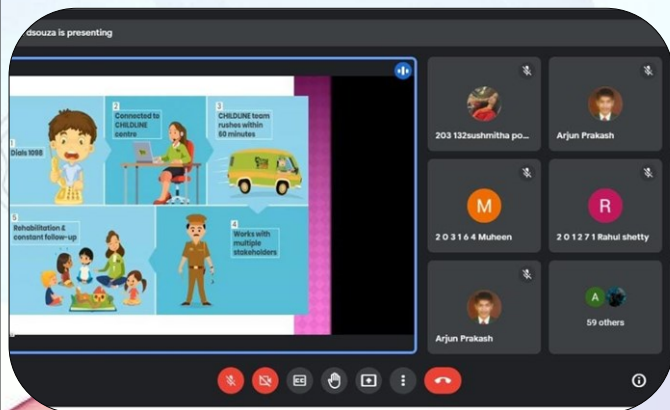 dsouza is presenting
1
Dials 1098
2
Connected to
CHILDLINE
centre
3
CHILDLINE team
rushes within
60 minutes
4
Works with
multiple
stakeholders
5
Rehabilitation &
constant follow-up
203 132sushmitha po...
Arjun Prakash
M
2 0 3 1 6 4 Muheen
R
2 0 1 2 7 1 Rahul shetty
Arjun Prakash
A
59 others
CC